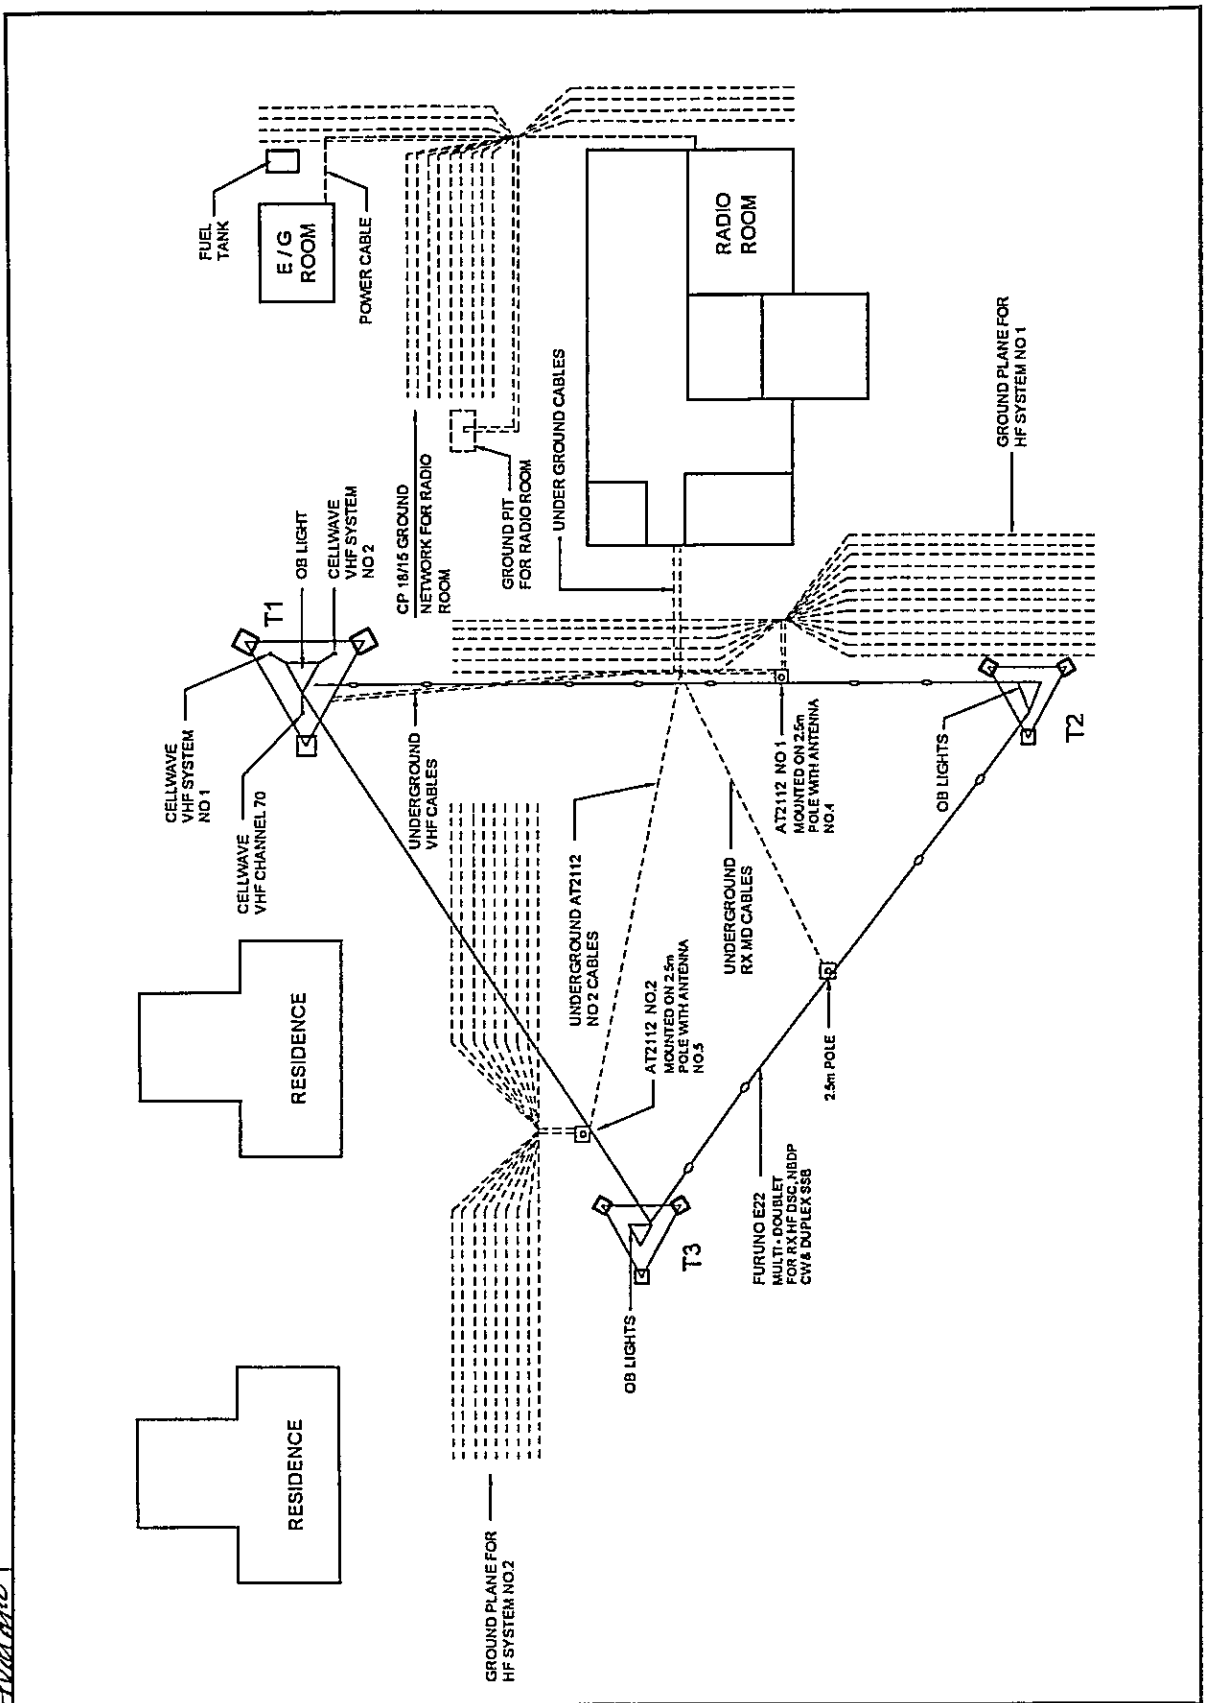 FUEL
TANK
E / G
ROOM
POWER CABLE
CP 18/15 GROUND
NETWORK FOR RADIO
ROOM
GROUND PIT
FOR RADIO ROOM
UNDER GROUND CABLES
RADIO
ROOM
GROUND PLANE FOR
HF SYSTEM NO 1
T1
OB LIGHT
CELLWAVE
VHF SYSTEM
NO 2
CELLWAVE
VHF SYSTEM
NO 1
CELLWAVE
VHF CHANNEL 70
UNDERGROUND
VHF CABLES
UNDERGROUND AT2112
NO 2 CABLES
UNDERGROUND
RX MD CABLES
AT2112 NO 1
MOUNTED ON 2.5m
POLE WITH ANTENNA
NO.4
OB LIGHTS
T2
RESIDENCE
AT2112 NO.2
MOUNTED ON 2.5m
POLE WITH ANTENNA
NO.5
2.5m POLE
FURUNO E22
MULTI - DOUBLET
FOR RX HF DSC, NBDP
CW & DUPLEX SSB
T3
OB LIGHTS
RESIDENCE
GROUND PLANE FOR
HF SYSTEM NO.2